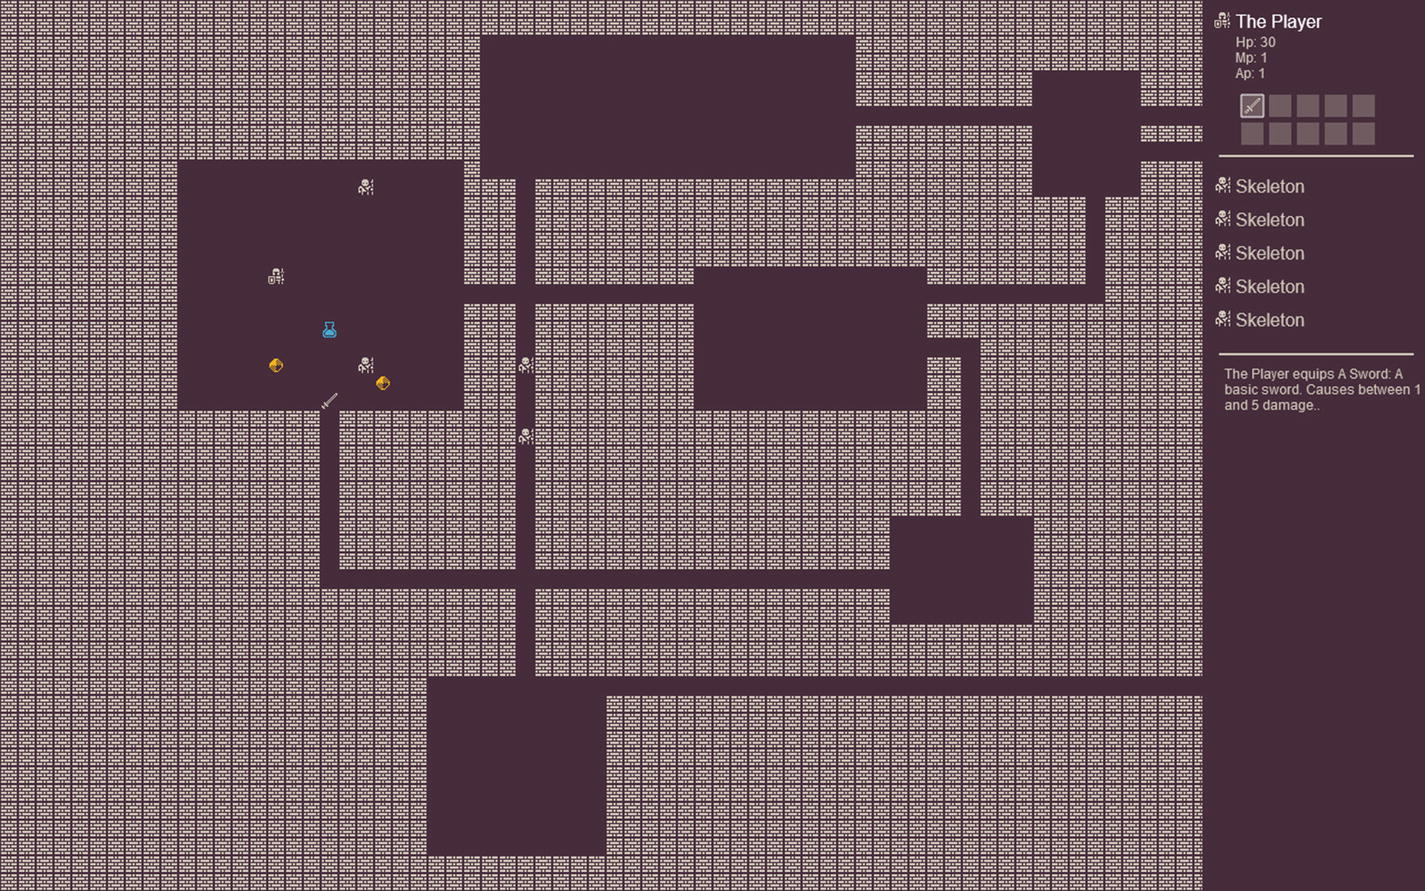 The Player
Hp: 30
Mp: 1
Ap: 1
Skeleton
Skeleton
Skeleton
Skeleton
Skeleton
The Player equips A Sword: A
basic sword. Causes between 1
and 5 damage..